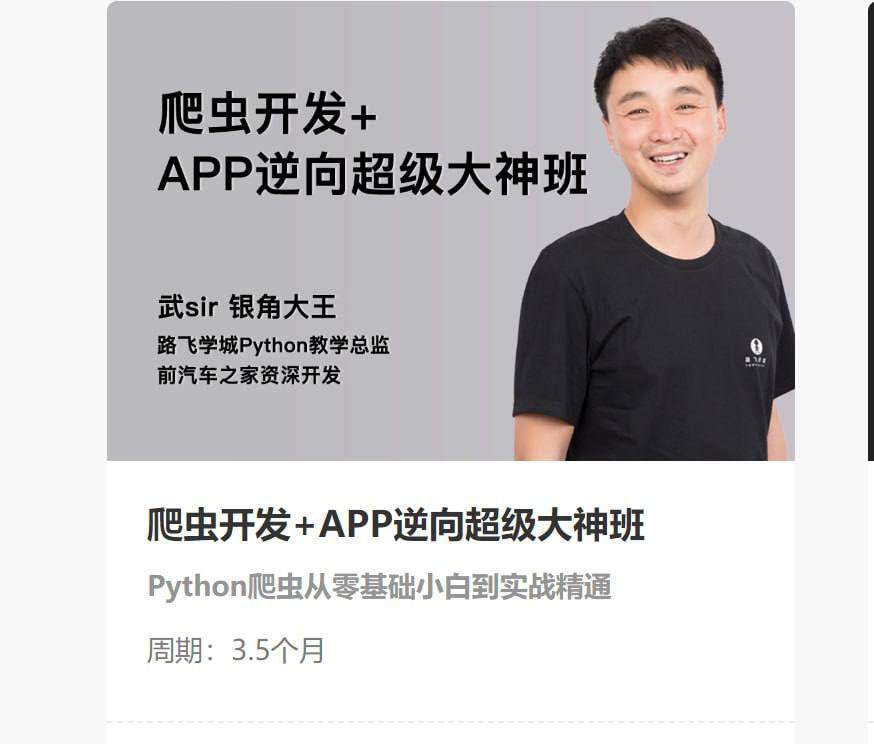 爬虫开发+
APP逆向超级大神班
武sir 银角大王
路飞学城Python教学总监
前汽车之家资深开发
路飞学城
爬虫开发+APP逆向超级大神班
Python爬虫从零基础小白到实战精通
周期：3.5个月